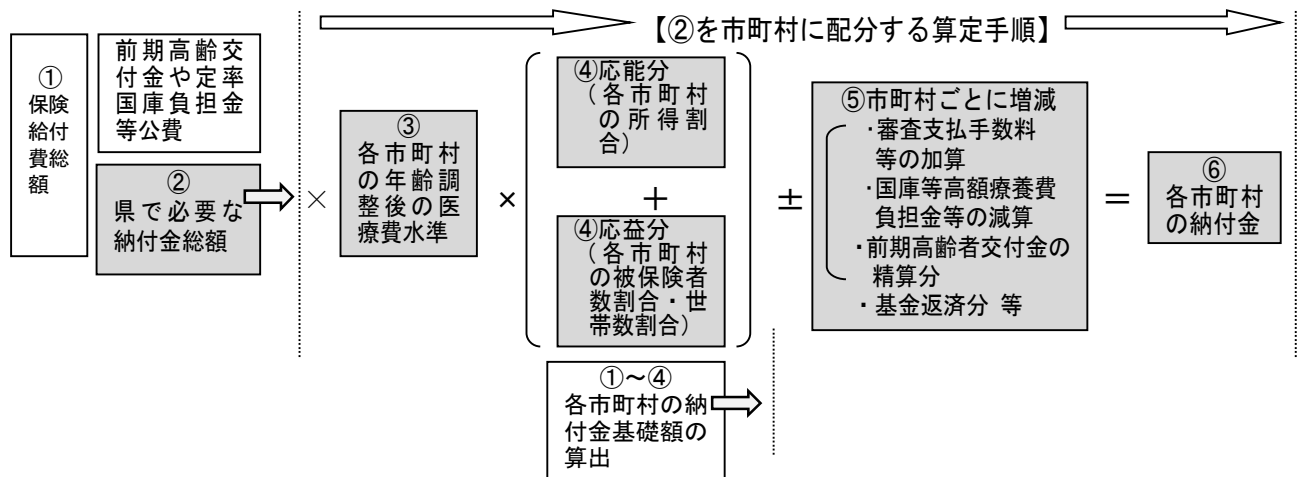 【②を市町村に配分する算定手順】
①
保険
給付
費総
額
前期高齢交
付金や定率
国庫負担金
等公費
②
県で必要な
納付金総額
×
③
各市町村
の年齢調
整後の医
療費水準
×
④応能分
(各市町村
の所得割
合)
+
④応益分
(各市町村
の被保険者
数割合・世
帯数割合)
①~④
各市町村の納
付金基礎額の
算出
±
⑤市町村ごとに増減
・審査支払手数料
等の加算
・国庫等高額療養費
負担金等の減算
・前期高齢者交付金の
精算分
・基金返済分 等
=
⑥
各市町村
の納付金